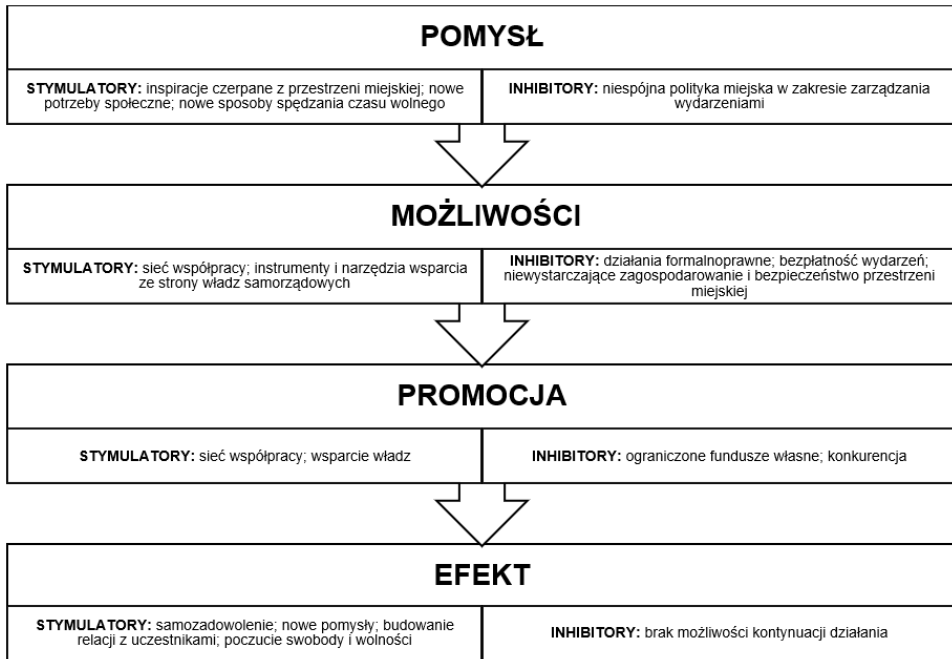 POMYSŁ
STYMULATORY: inspiracje czerpane z przestrzeni miejskiej; nowe
potrzeby społeczne; nowe sposoby spędzania czasu wolnego
INHIBITORY: niespójna polityka miejska w zakresie zarządzania
wydarzeniami
MOŻLIWOŚCI
STYMULATORY: sieć współpracy; instrumenty i narzędzia wsparcia
ze strony władz samorządowych
INHIBITORY: działania formalnoprawne; bezpłatność wydarzeń;
niewystarczające zagospodarowanie i bezpieczeństwo przestrzeni
miejskiej
PROMOCJA
STYMULATORY: sieć współpracy; wsparcie władz
INHIBITORY: ograniczone fundusze własne; konkurencja
EFEKT
STYMULATORY: samozadowolenie; nowe pomysły; budowanie
relacji z uczestnikami; poczucie swobody i wolności
INHIBITORY: brak możliwości kontynuacji działania